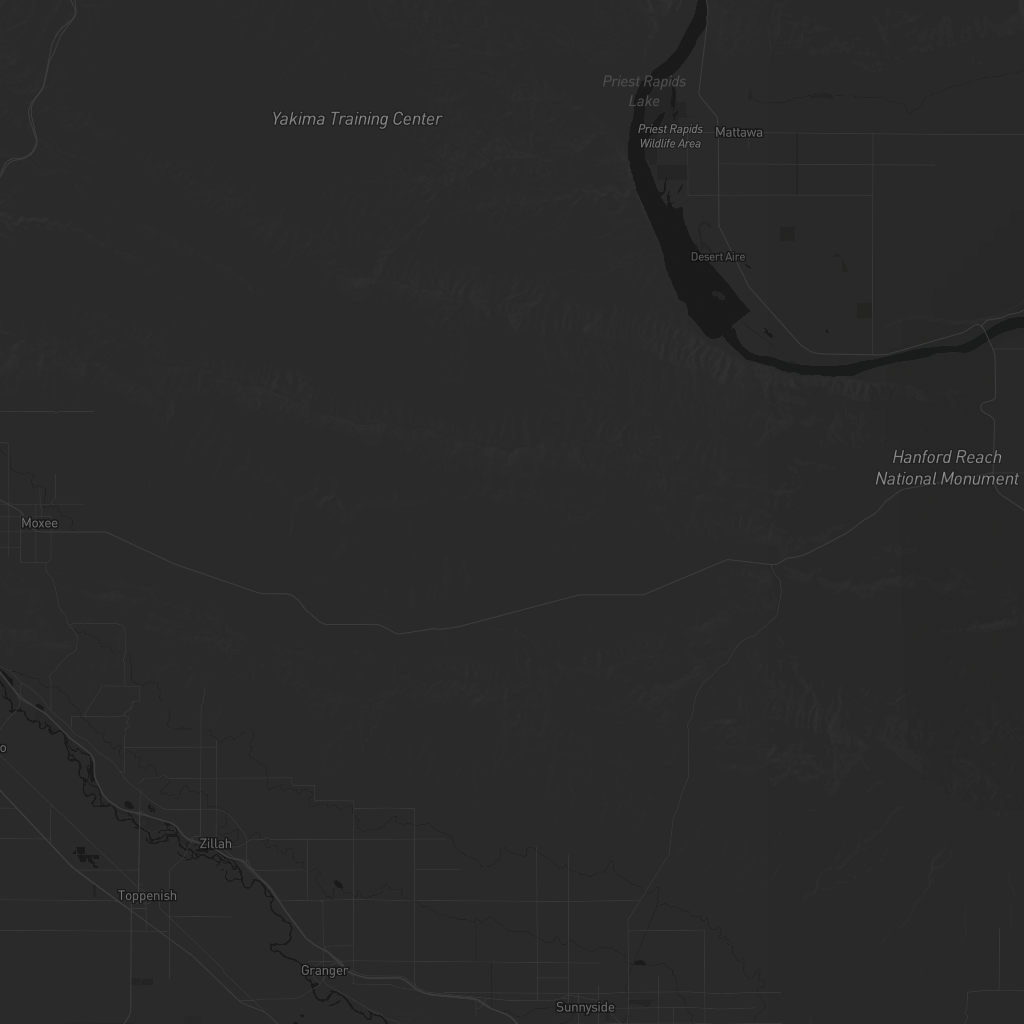 Priest Rapids
Lake
Yakima Training Center
Priest Rapids
Wildlife Area
Mattawa
Desert Aire
Hanford Reach
National Monument
Moxee
o
Zillah
Toppenish
Granger
Sunnyside